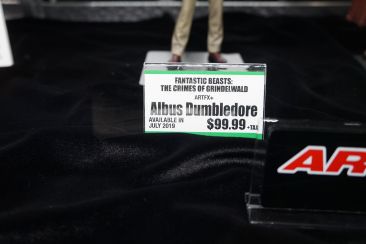 FANTASTIC BEASTS:
THE CRIMES OF GRINDELWALD
ARTFX+
Albus Dumbledore
AVAILABLE IN
JULY 2019
$99.99 +TAX